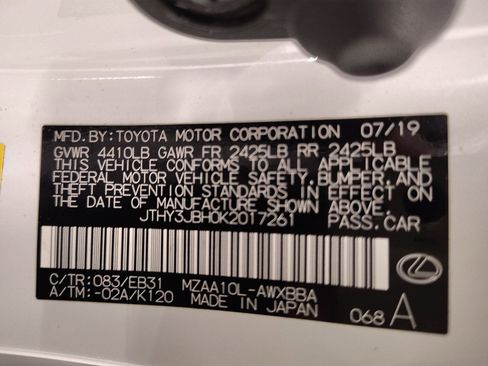 MFD. BY: TOYOTA MOTOR CORPORATION 07/19
GVWR 4410LB GAWR FR 2425LB RR 2425LB
THIS VEHICLE CONFORMS TO ALL APPLICABLE
FEDERAL MOTOR VEHICLE SAFETY, BUMPER, AND
THEFT PREVENTION STANDARDS IN EFFECT ON
THE DATE OF MANUFACTURE SHOWN ABOVE.
JTHY3JBH0K2017261 PASS.CAR
C/TR: 083/EB31 MZAA10L-AWXBBA
A/TM: -02A/K120 MADE IN JAPAN 068 A